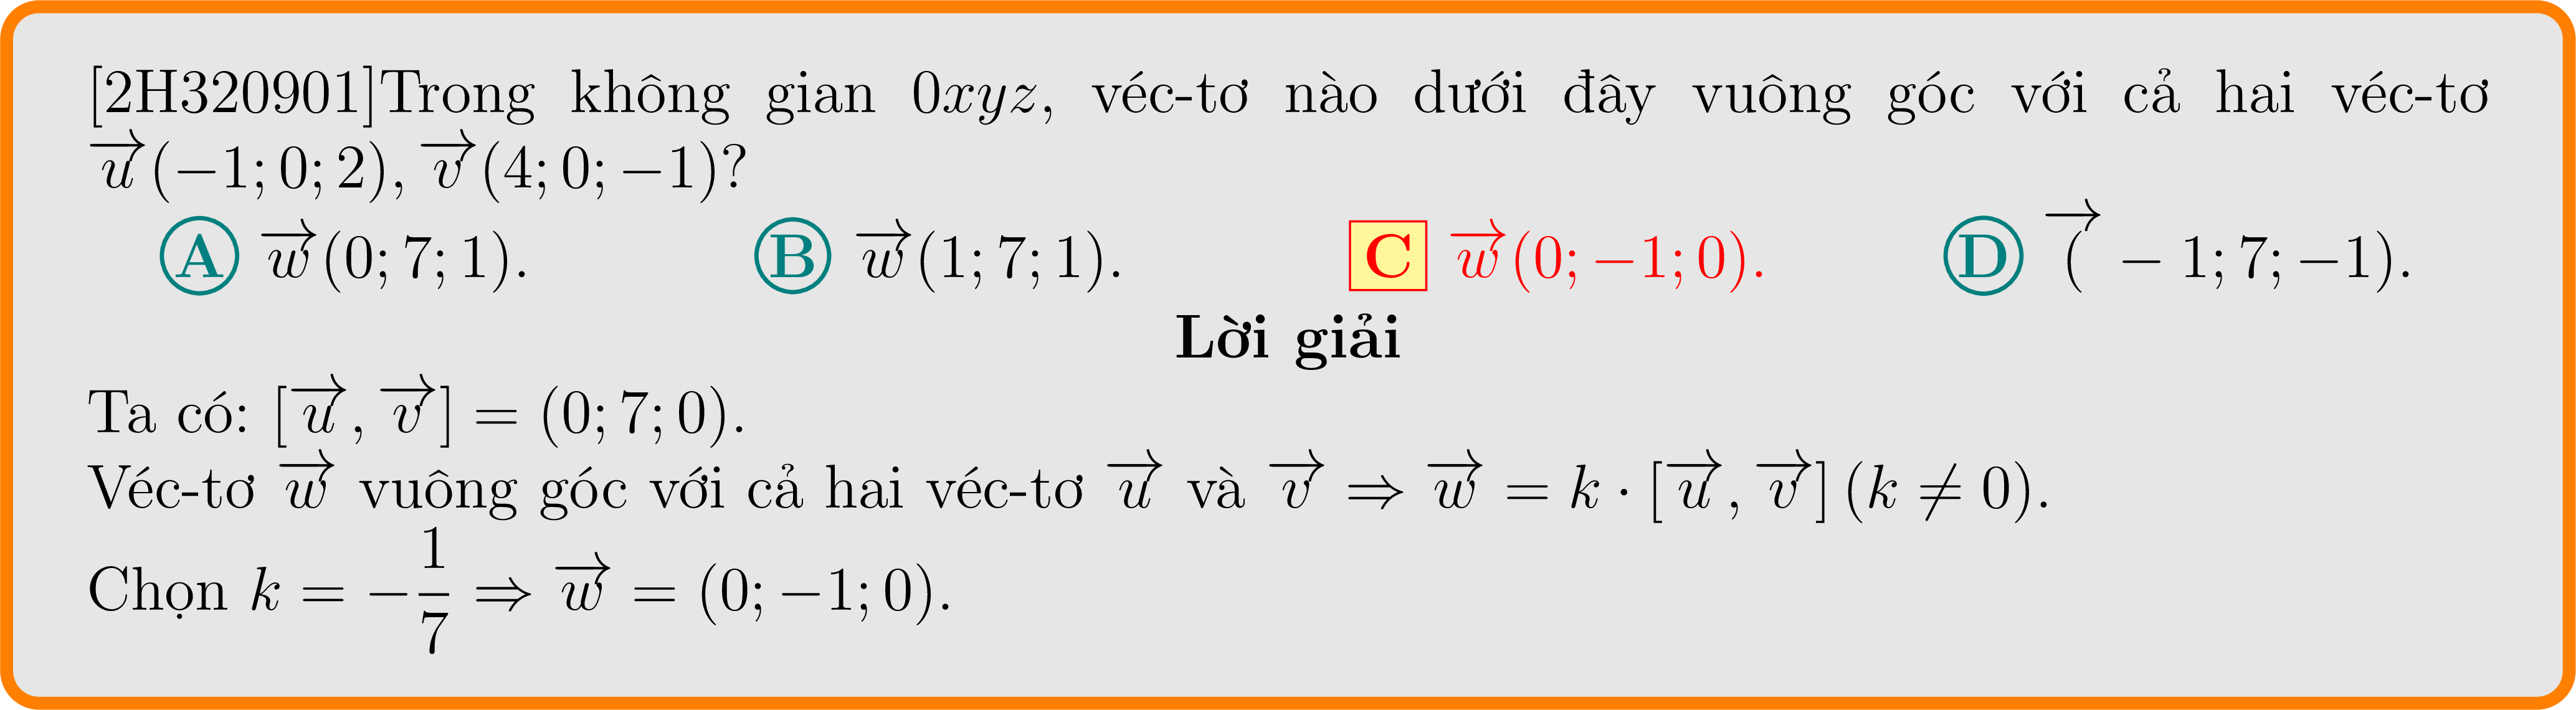 [2H320901]Trong không gian 0xyz, véc-tơ nào dưới đây vuông góc với cả hai véc-tơ
$\overrightarrow{u}(-1;0;2), \overrightarrow{v}(4;0;-1)$?
A $\overrightarrow{w}(0;7;1)$. B $\overrightarrow{w}(1;7;1)$. C $\overrightarrow{w}(0;-1;0)$. D $\overrightarrow{(}-1;7;-1)$.
Lời giải
Ta có: $[\overrightarrow{u}, \overrightarrow{v}] = (0;7;0)$.
Véc-tơ $\overrightarrow{w}$ vuông góc với cả hai véc-tơ $\overrightarrow{u}$ và $\overrightarrow{v} \Rightarrow \overrightarrow{w} = k \cdot [\overrightarrow{u}, \overrightarrow{v}] (k \neq 0)$.
Chọn $k = -\dfrac{1}{7} \Rightarrow \overrightarrow{w} = (0;-1;0)$.